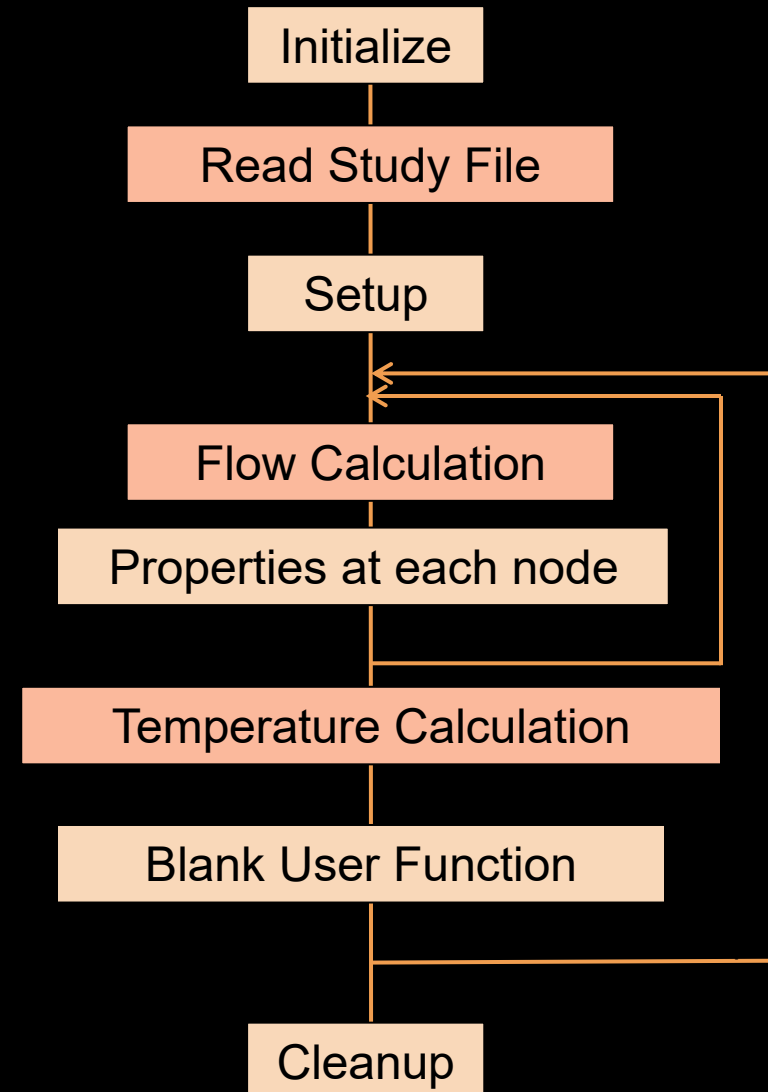 Initialize
Read Study File
Setup
Flow Calculation
Properties at each node
Temperature Calculation
Blank User Function
Cleanup